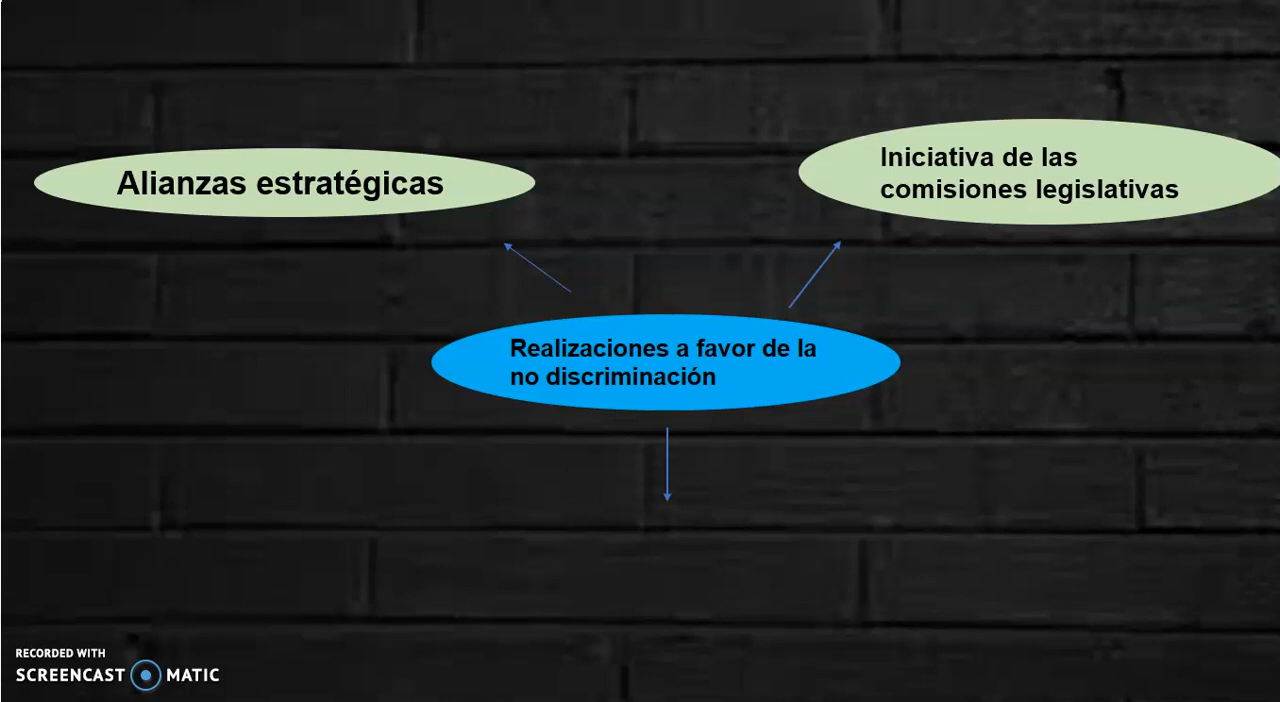 Alianzas estratégicas
Iniciativa de las
comisiones legislativas
Realizaciones a favor de la
no discriminación
RECORDED WITH
SCREENCAST MATIC